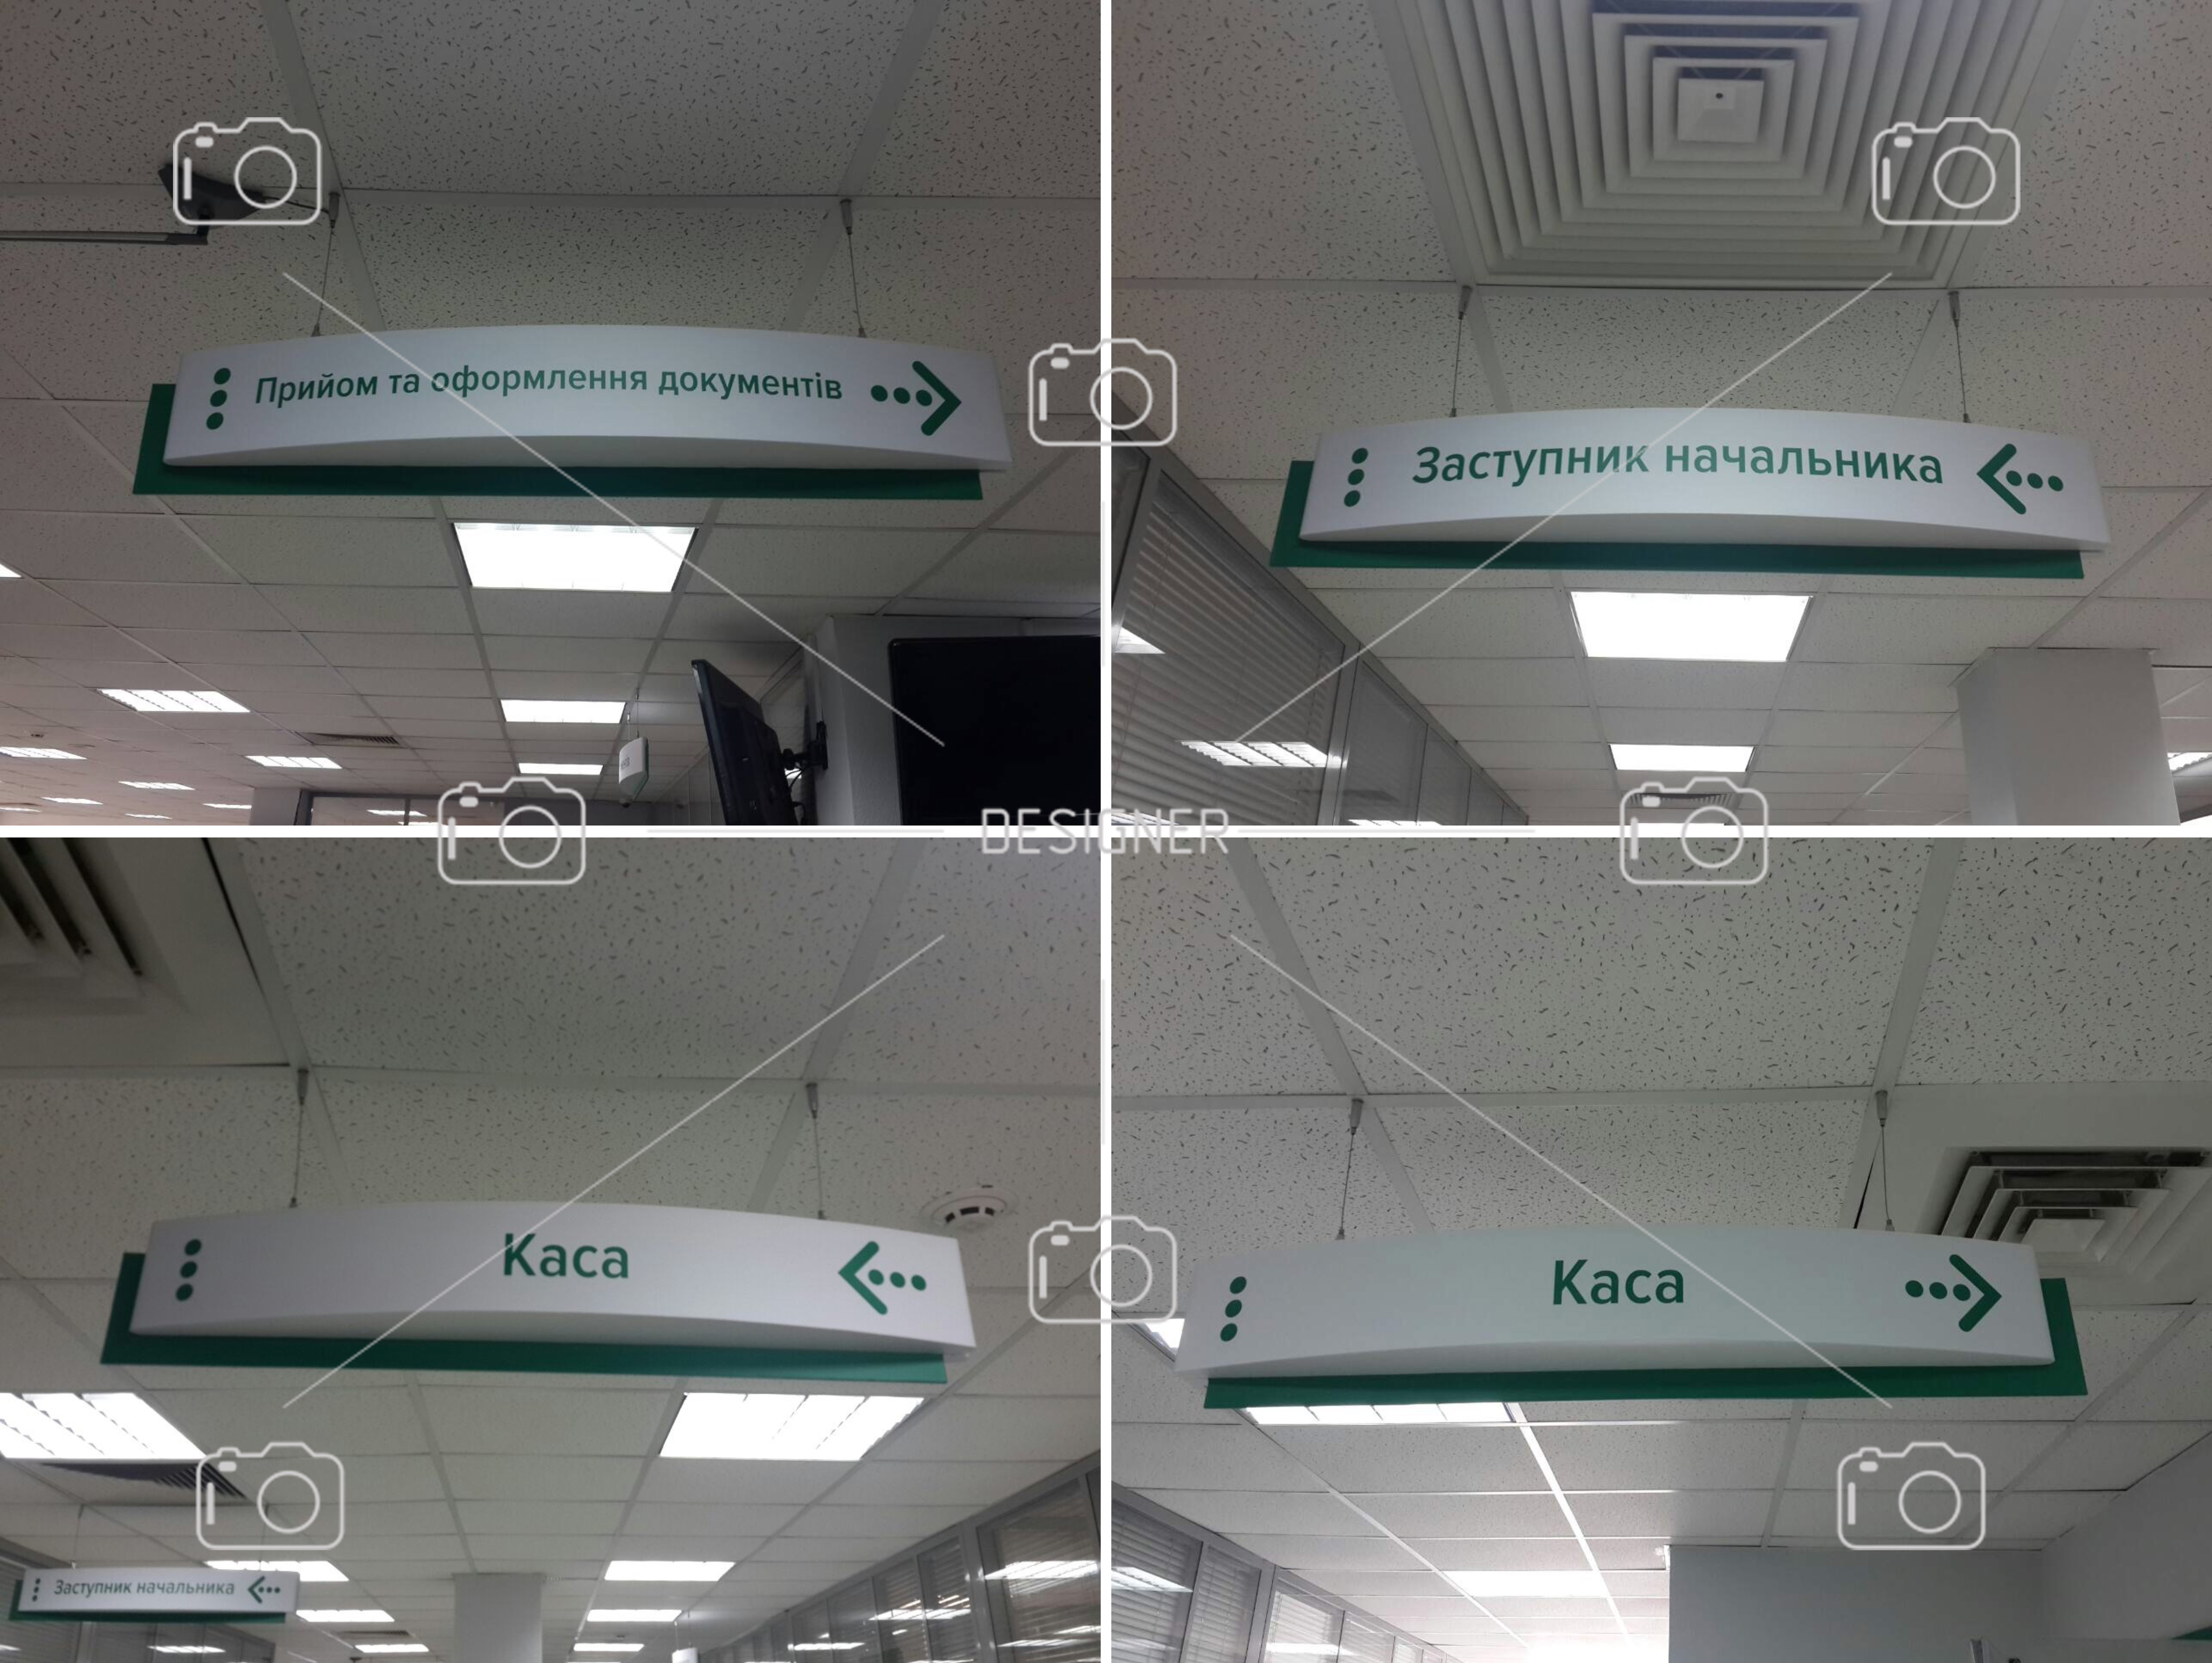 Прийом та оформлення документів
Заступник начальника
DESIGNER
Каса
Каса
Заступник начальника